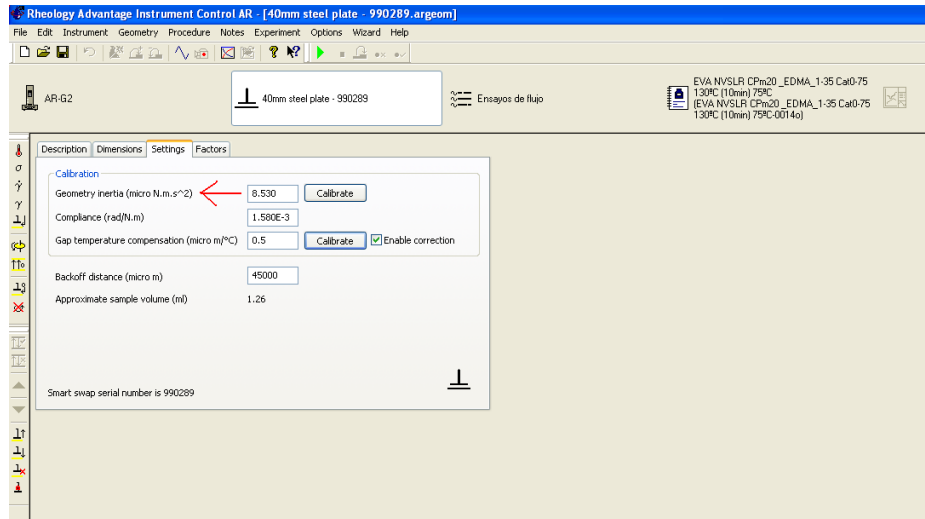 Rheology Advantage Instrument Control AR - [40mm steel plate - 990289.argeom]
File Edit Instrument Geometry Procedure Notes Experiment Options Wizard Help
AR-G2
40mm steel plate - 990289
Ensayos de flujo
EVA NVSLR CPm20 _EDMA_1-35 Cat0-75
130ºC (10min) 75ºC
(EVA NVSLR CPm20 _EDMA_1-35 Cat0-75
130ºC (10min) 75ºC-0014o)
Description Dimensions Settings Factors
Calibration
Geometry inertia (micro N.m.s^2) 8.530 Calibrate
Compliance (rad/N.m) 1.580E-3
Gap temperature compensation (micro m/ºC) 0.5 Calibrate Enable correction
Backoff distance (micro m) 45000
Approximate sample volume (ml) 1.26
Smart swap serial number is 990289